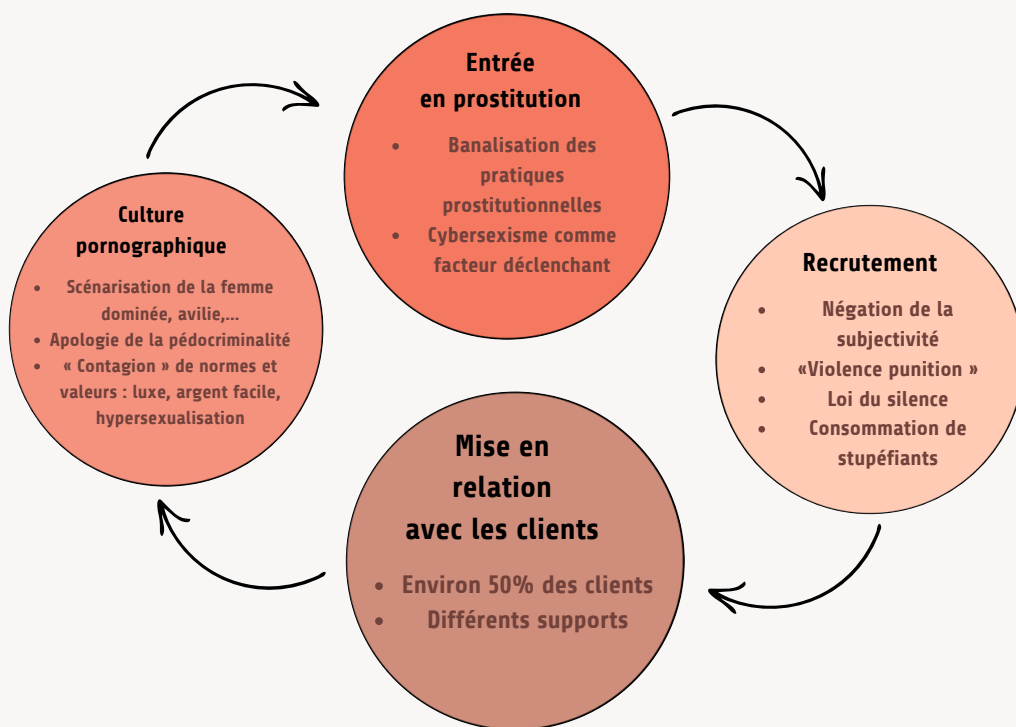 Entrée
en prostitution
• Banalisation des
pratiques
prostitutionnelles
• Cybersexisme comme
facteur déclenchant
Culture
pornographique
• Scénarisation de la femme
dominée, avilie,...
• Apologie de la pédocriminalité
• « Contagion » de normes et
valeurs : luxe, argent facile,
hypersexualisation
Recrutement
• Négation de la
subjectivité
• «Violence punition »
• Loi du silence
• Consommation de
stupéfiants
Mise en
relation
avec les clients
• Environ 50% des clients
• Différents supports